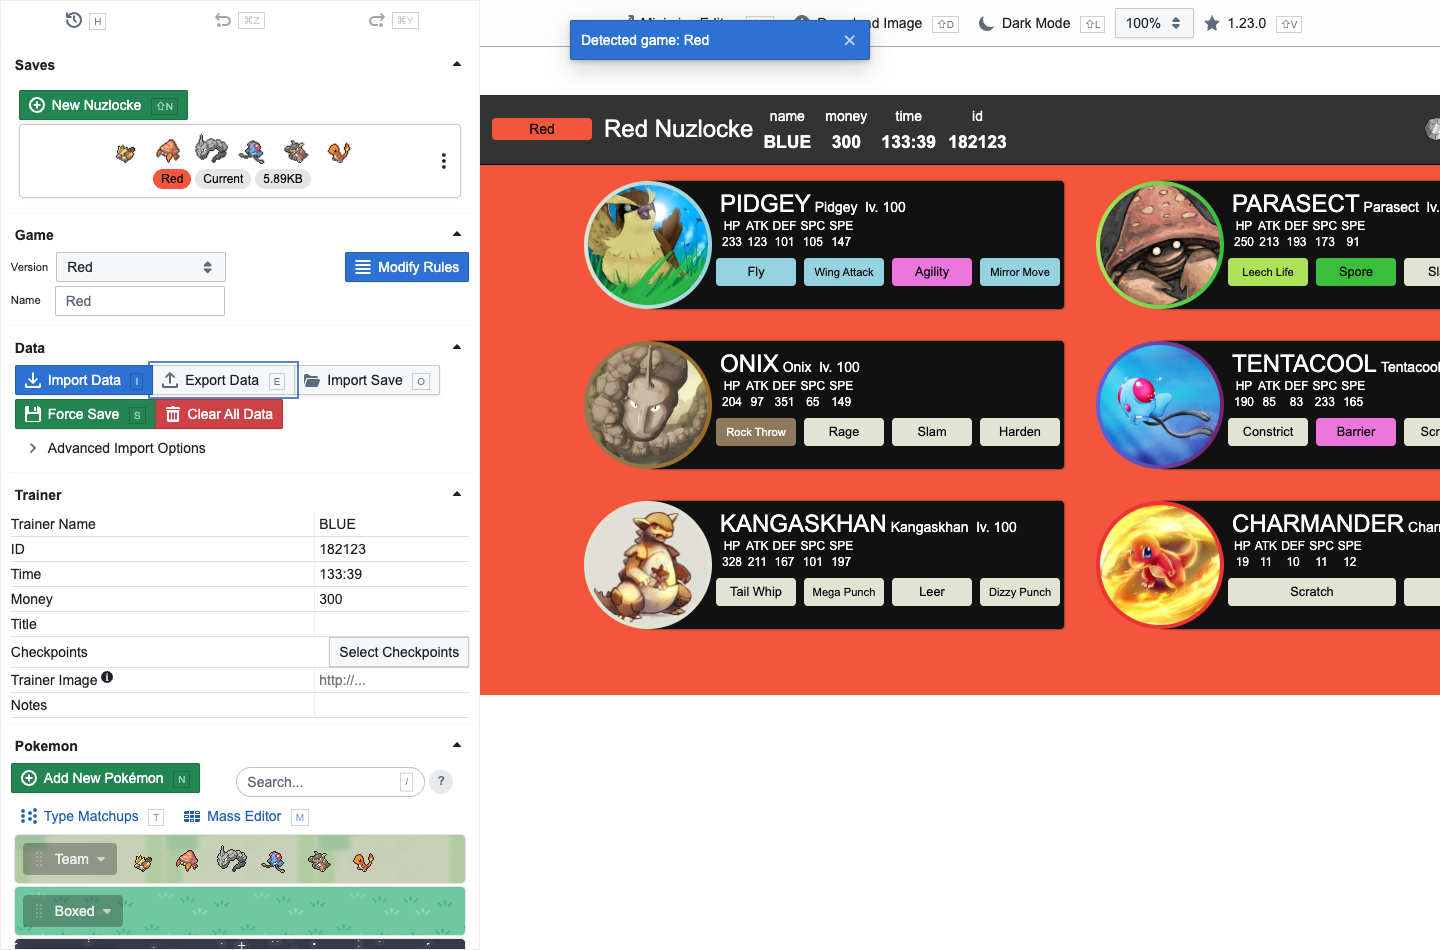 H ⌘Z ⌘Y
Saves
New Nuzlocke ⇧N
Red Current 5.89KB
Game
Version Red Modify Rules
Name Red
Data
Import Data I Export Data E Import Save O
Force Save S Clear All Data
Advanced Import Options
Trainer
Trainer Name BLUE
ID 182123
Time 133:39
Money 300
Title
Checkpoints Select Checkpoints
Trainer Image http://...
Notes
Pokemon
Add New Pokémon N Search... / ?
Type Matchups T Mass Editor M
Team
Boxed
Image ⇧D Dark Mode ⇧L 100% 1.23.0 ⇧V
Detected game: Red
Red Red Nuzlocke
name money time id
BLUE 300 133:39 182123
PIDGEY Pidgey lv. 100
HP ATK DEF SPC SPE
233 123 101 105 147
Fly Wing Attack Agility Mirror Move
PARASECT Parasect lv.
HP ATK DEF SPC SPE
250 213 193 173 91
Leech Life Spore
ONIX Onix lv. 100
HP ATK DEF SPC SPE
204 97 351 65 149
Rock Throw Rage Slam Harden
TENTACOOL Tentacool
HP ATK DEF SPC SPE
190 85 83 233 165
Constrict Barrier
KANGASKHAN Kangaskhan lv. 100
HP ATK DEF SPC SPE
328 211 167 101 197
Tail Whip Mega Punch Leer Dizzy Punch
CHARMANDER
HP ATK DEF SPC SPE
19 11 10 11 12
Scratch